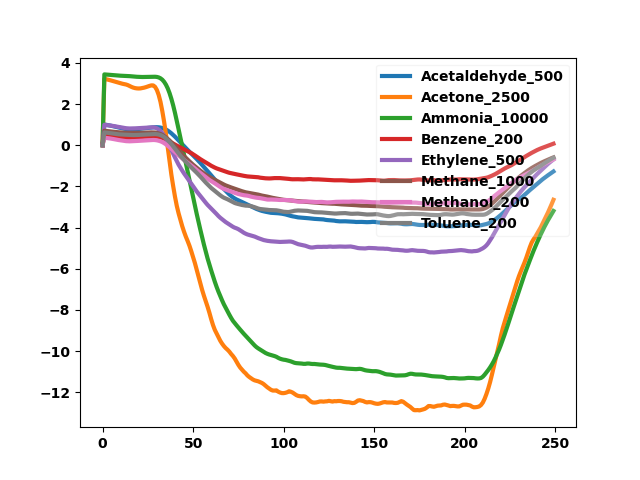 4
2
0
−2
−4
−6
−8
−10
−12
0 50 100 150 200 250
Acetaldehyde_500
Acetone_2500
Ammonia_10000
Benzene_200
Ethylene_500
Methane_1000
Methanol_200
Toluene_200